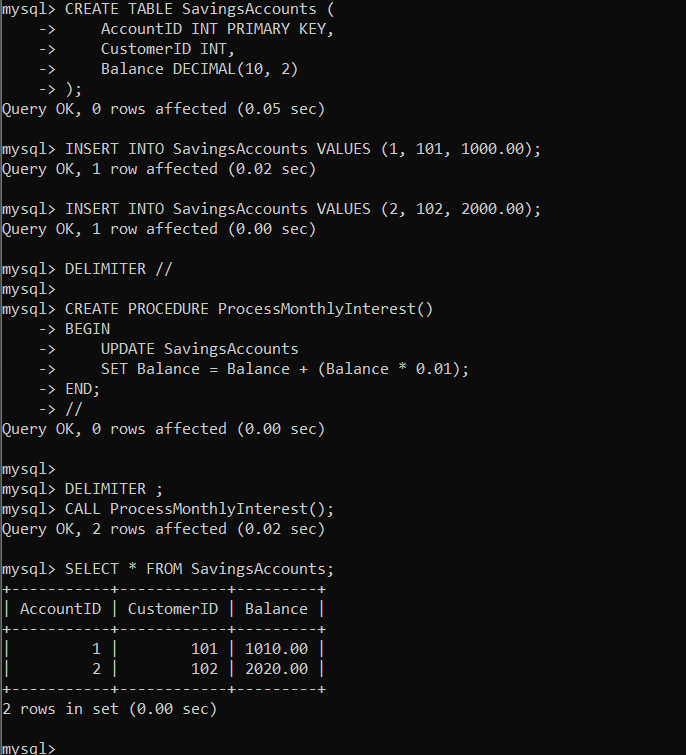 mysql> CREATE TABLE SavingsAccounts (
    ->     AccountID INT PRIMARY KEY,
    ->     CustomerID INT,
    ->     Balance DECIMAL(10, 2)
    -> );
Query OK, 0 rows affected (0.05 sec)

mysql> INSERT INTO SavingsAccounts VALUES (1, 101, 1000.00);
Query OK, 1 row affected (0.02 sec)

mysql> INSERT INTO SavingsAccounts VALUES (2, 102, 2000.00);
Query OK, 1 row affected (0.00 sec)

mysql> DELIMITER //
mysql>
mysql> CREATE PROCEDURE ProcessMonthlyInterest()
    -> BEGIN
    ->     UPDATE SavingsAccounts
    ->     SET Balance = Balance + (Balance * 0.01);
    -> END;
    -> //
Query OK, 0 rows affected (0.00 sec)

mysql>
mysql> DELIMITER ;
mysql> CALL ProcessMonthlyInterest();
Query OK, 2 rows affected (0.02 sec)

mysql> SELECT * FROM SavingsAccounts;
+-----------+------------+---------+
| AccountID | CustomerID | Balance |
+-----------+------------+---------+
|         1 |        101 | 1010.00 |
|         2 |        102 | 2020.00 |
+-----------+------------+---------+
2 rows in set (0.00 sec)

mysql>